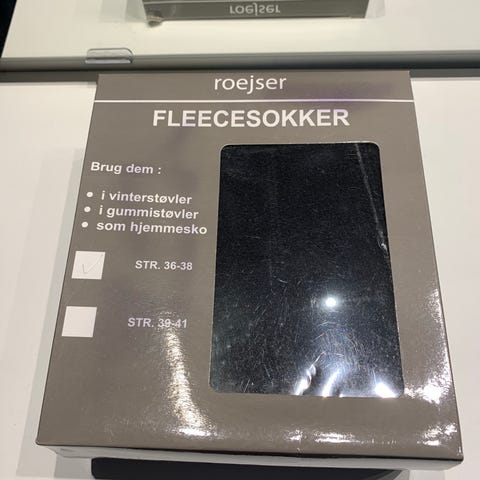 roejser
roejser
FLEECESOKKER
Brug dem :
• i vinterstøvler
• i gummistøvler
• som hjemmesko
STR. 36-38
STR. 39-41